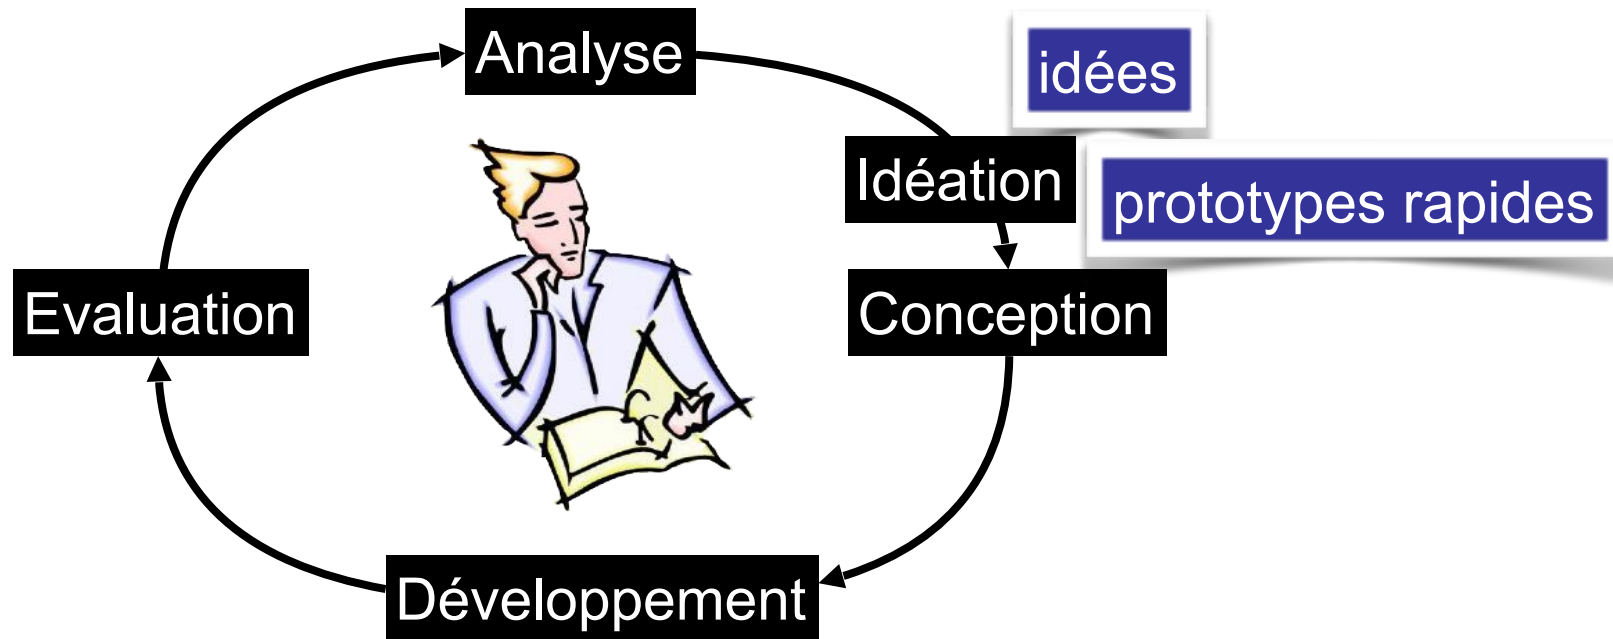 Analyse
idées
Idéation
prototypes rapides
Evaluation
Conception
Développement